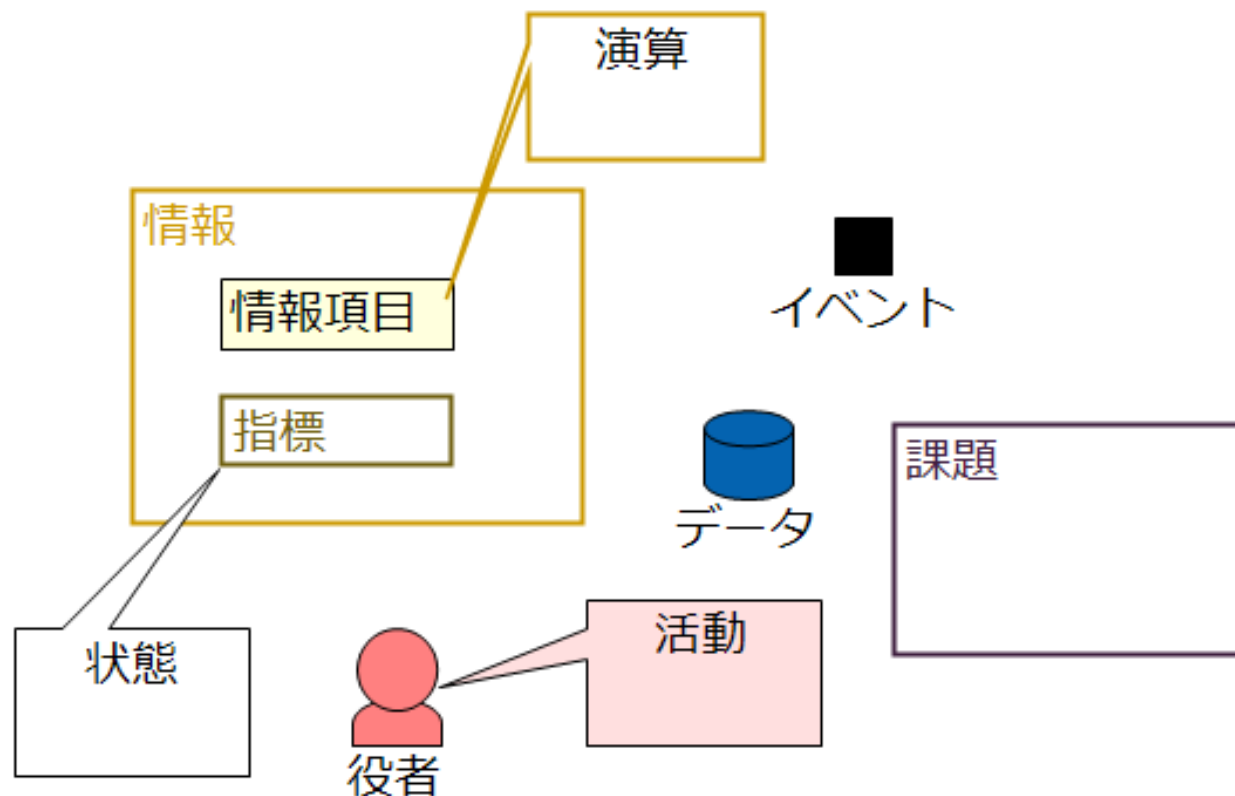 演算
情報
情報項目
イベント
指標
課題
データ
活動
状態
役者